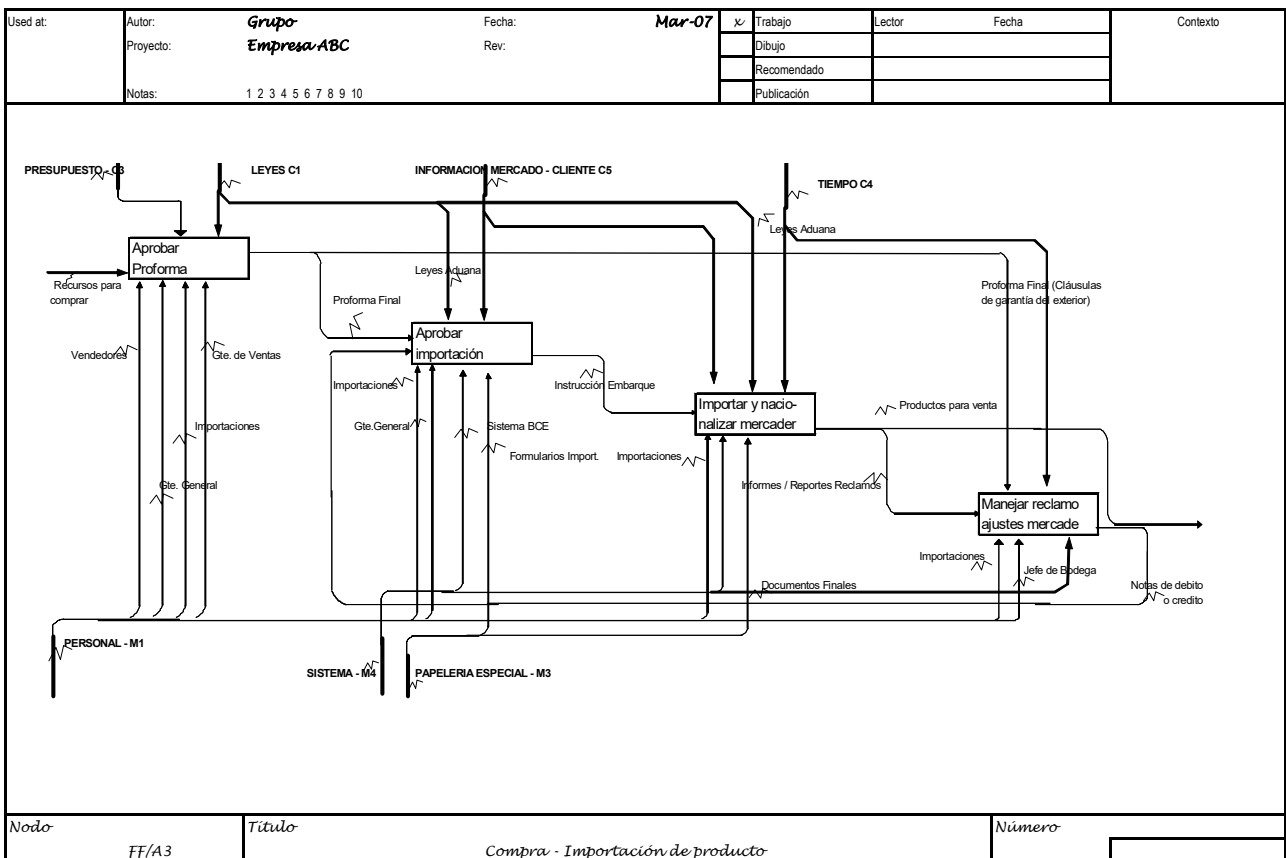 Used at:
Autor: Grupo Fecha: Mar-07 x Trabajo Lector Fecha Contexto
Proyecto: Empresa ABC Rev: Dibujo
Recomendado
Notas: 1 2 3 4 5 6 7 8 9 10 Publicación
PRESUPUESTO - C3
LEYES C1
INFORMACION MERCADO - CLIENTE C5
TIEMPO C4
Leyes Aduana
Aprobar
Proforma
Recursos para
comprar
Leyes Aduana
Proforma Final
Proforma Final (Cláusulas
de garantía del exterior)
Aprobar
importación
Vendedores
Gte. de Ventas
Importaciones
Instrucción Embarque
Importar y nacio-
nalizar mercader
Productos para venta
Importaciones
Gte.General
Sistema BCE
Formularios Import.
Importaciones
Gte. General
Informes / Reportes Reclamos
Manejar reclamo
ajustes mercade
Importaciones
Jefe de Bodega
Documentos Finales
Notas de debito
o credito
PERSONAL - M1
SISTEMA - M4
PAPELERIA ESPECIAL - M3
Nodo Título Número
FF/A3 Compra - Importación de producto